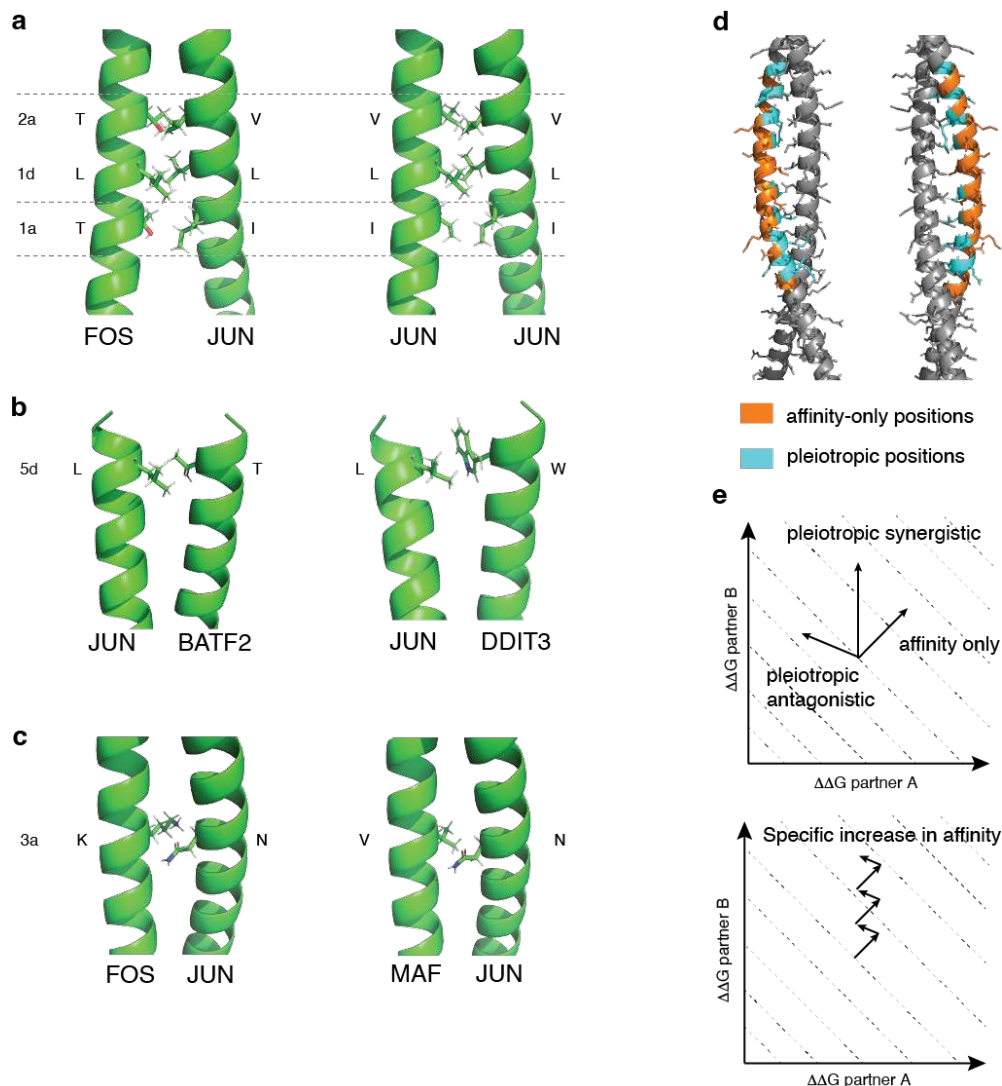 a
2a T V V V
1d L L L L
1a T I I I
FOS JUN JUN JUN
b
5d L T L W
JUN BATF2 JUN DDIT3
c
3a K N V N
FOS JUN MAF JUN
d
affinity-only positions
pleiotropic positions
e
pleiotropic synergistic
affinity only
pleiotropic
antagonistic
ΔΔG partner B
ΔΔG partner A
Specific increase in affinity
ΔΔG partner B
ΔΔG partner A